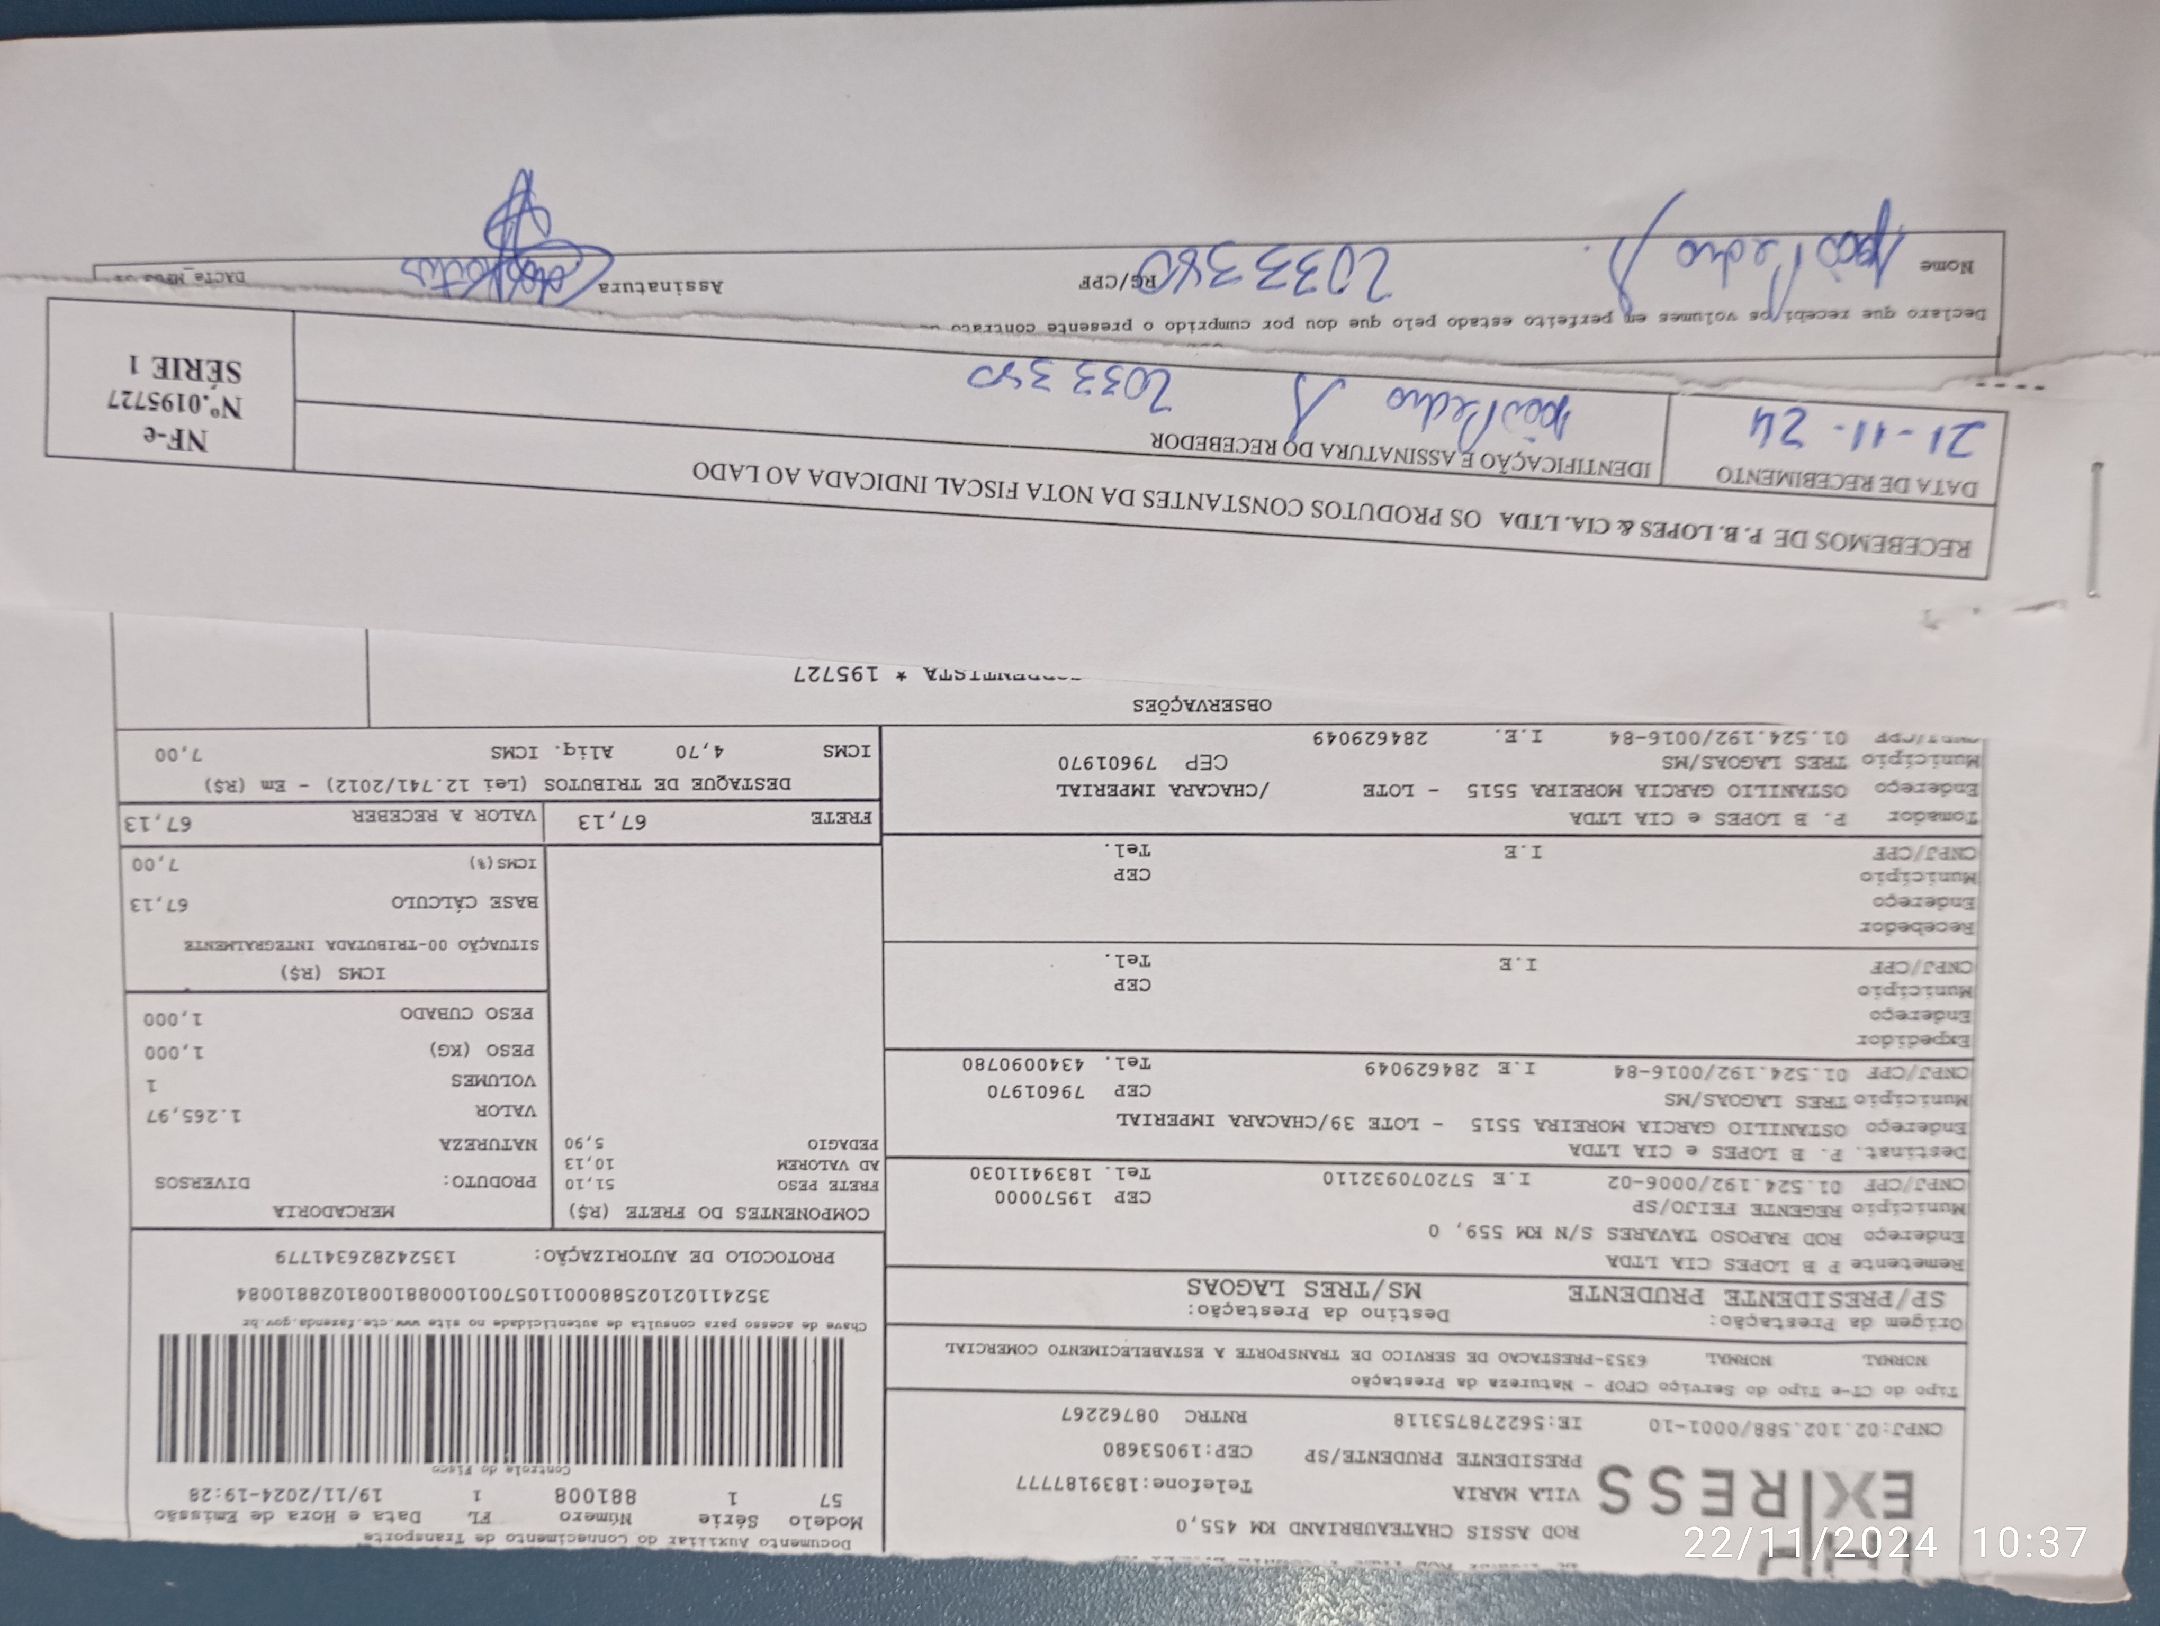 Documento Auxiliar do Conhecimento de Transporte
EXPRESS
ROD ASSIS CHATEAUBRIAND KM 455,0
VILA MARIA Telefone:1839187777
PRESIDENTE PRUDENTE/SP CEP:19053680
CNPJ:02.102.588/0001-10 IE:562278753118 RNTRC 08762267
Modelo Série Número FL Data e Hora de Emissão
57 1 881008 1 19/11/2024-19:28
Controle do Fisco
Chave de acesso para consulta de autenticidade no site www.cte.fazenda.gov.br
35241102102588000110570010008810081028810084
PROTOCOLO DE AUTORIZAÇÃO: 135242826341779
Tipo do CT-e Tipo do Serviço CFOP - Natureza da Prestação
NORMAL NORMAL 6353-PRESTACAO DE SERVICO DE TRANSPORTE A ESTABELECIMENTO COMERCIAL
Origem da Prestação: Destino da Prestação:
SP/PRESIDENTE PRUDENTE MS/TRES LAGOAS
Remetente P B LOPES CIA LTDA
Endereço ROD RAPOSO TAVARES S/N KM 559, 0
Município REGENTE FEIJO/SP CEP 19570000
CNPJ/CPF 01.524.192/0006-02 I.E 572070932110 Tel. 1839411030
Destinat. P. B LOPES e CIA LTDA
Endereço OSTANILIO GARCIA MOREIRA 5515 - LOTE 39/CHACARA IMPERIAL
Município TRES LAGOAS/MS CEP 79601970
CNPJ/CPF 01.524.192/0016-84 I.E 284629049 Tel. 4340090780
Expedidor
Endereço
Município CEP
CNPJ/CPF I.E Tel.
Recebedor
Endereço
Município CEP
CNPJ/CPF I.E Tel.
Tomador P. B LOPES e CIA LTDA
Endereço OSTANILIO GARCIA MOREIRA 5515 - LOTE /CHACARA IMPERIAL
Município TRES LAGOAS/MS CEP 79601970
01.524.192/0016-84 I.E. 284629049
COMPONENTES DO FRETE (R$)
FRETE PESO 51,10
AD VALOREM 10,13
PEDAGIO 5,90
MERCADORIA
PRODUTO: DIVERSOS
NATUREZA
VALOR 1.265,97
VOLUMES 1
PESO (KG) 1,000
PESO CUBADO 1,000
ICMS (R$)
SITUAÇÃO 00-TRIBUTADA INTEGRALMENTE
BASE CÁLCULO 67,13
ICMS(%) 7,00
FRETE 67,13 VALOR A RECEBER 67,13
DESTAQUE DE TRIBUTOS (Lei 12.741/2012) - Em (R$)
ICMS 4,70 Aliq. ICMS 7,00
OBSERVAÇÕES
* 195727
RECEBEMOS DE P. B. LOPES & CIA. LTDA OS PRODUTOS CONSTANTES DA NOTA FISCAL INDICADA AO LADO
DATA DE RECEBIMENTO IDENTIFICAÇÃO E ASSINATURA DO RECEBEDOR
21-11-24 João Pedro 2033380
NF-e
Nº.0195727
SÉRIE 1
Declaro que recebi os volumes em perfeito estado pelo que dou por cumprido o presente contrato
Nome João Pedro RG/CPF 2033380 Assinatura
22/11/2024 10:37